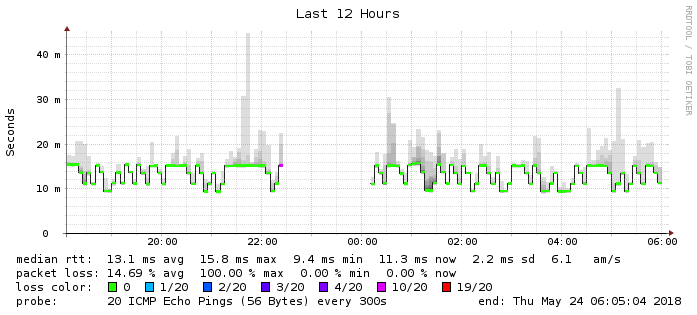 Last 12 Hours
RRDTOOL / TOBI OETIKER
Seconds
40 m
30 m
20 m
10 m
0
20:00 22:00 00:00 02:00 04:00 06:00
median rtt: 13.1 ms avg 15.8 ms max 9.4 ms min 11.3 ms now 2.2 ms sd 6.1 am/s
packet loss: 14.69 % avg 100.00 % max 0.00 % min 0.00 % now
loss color: 0 1/20 2/20 3/20 4/20 10/20 19/20
probe: 20 ICMP Echo Pings (56 Bytes) every 300s end: Thu May 24 06:05:04 2018